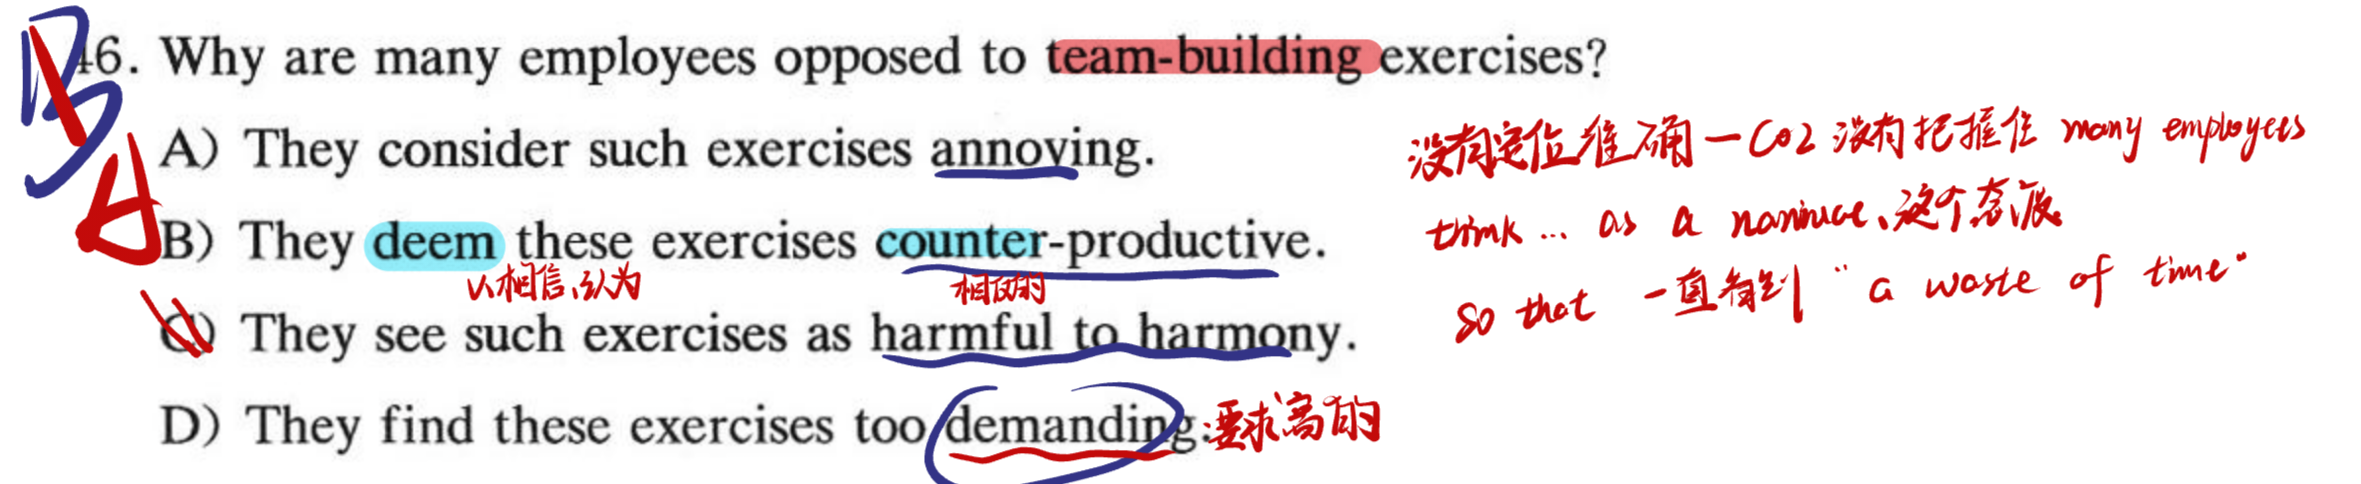 B
46. Why are many employees opposed to team-building exercises?
A
A) They consider such exercises annoying.
B) They deem these exercises counter-productive.
相信、认为
相反的
C) They see such exercises as harmful to harmony.
D) They find these exercises too demanding.
要求高的
没有定位准确一 没有把握住 many employees
think ... as a 这个态度
so that 一直看到 "a waste of time"